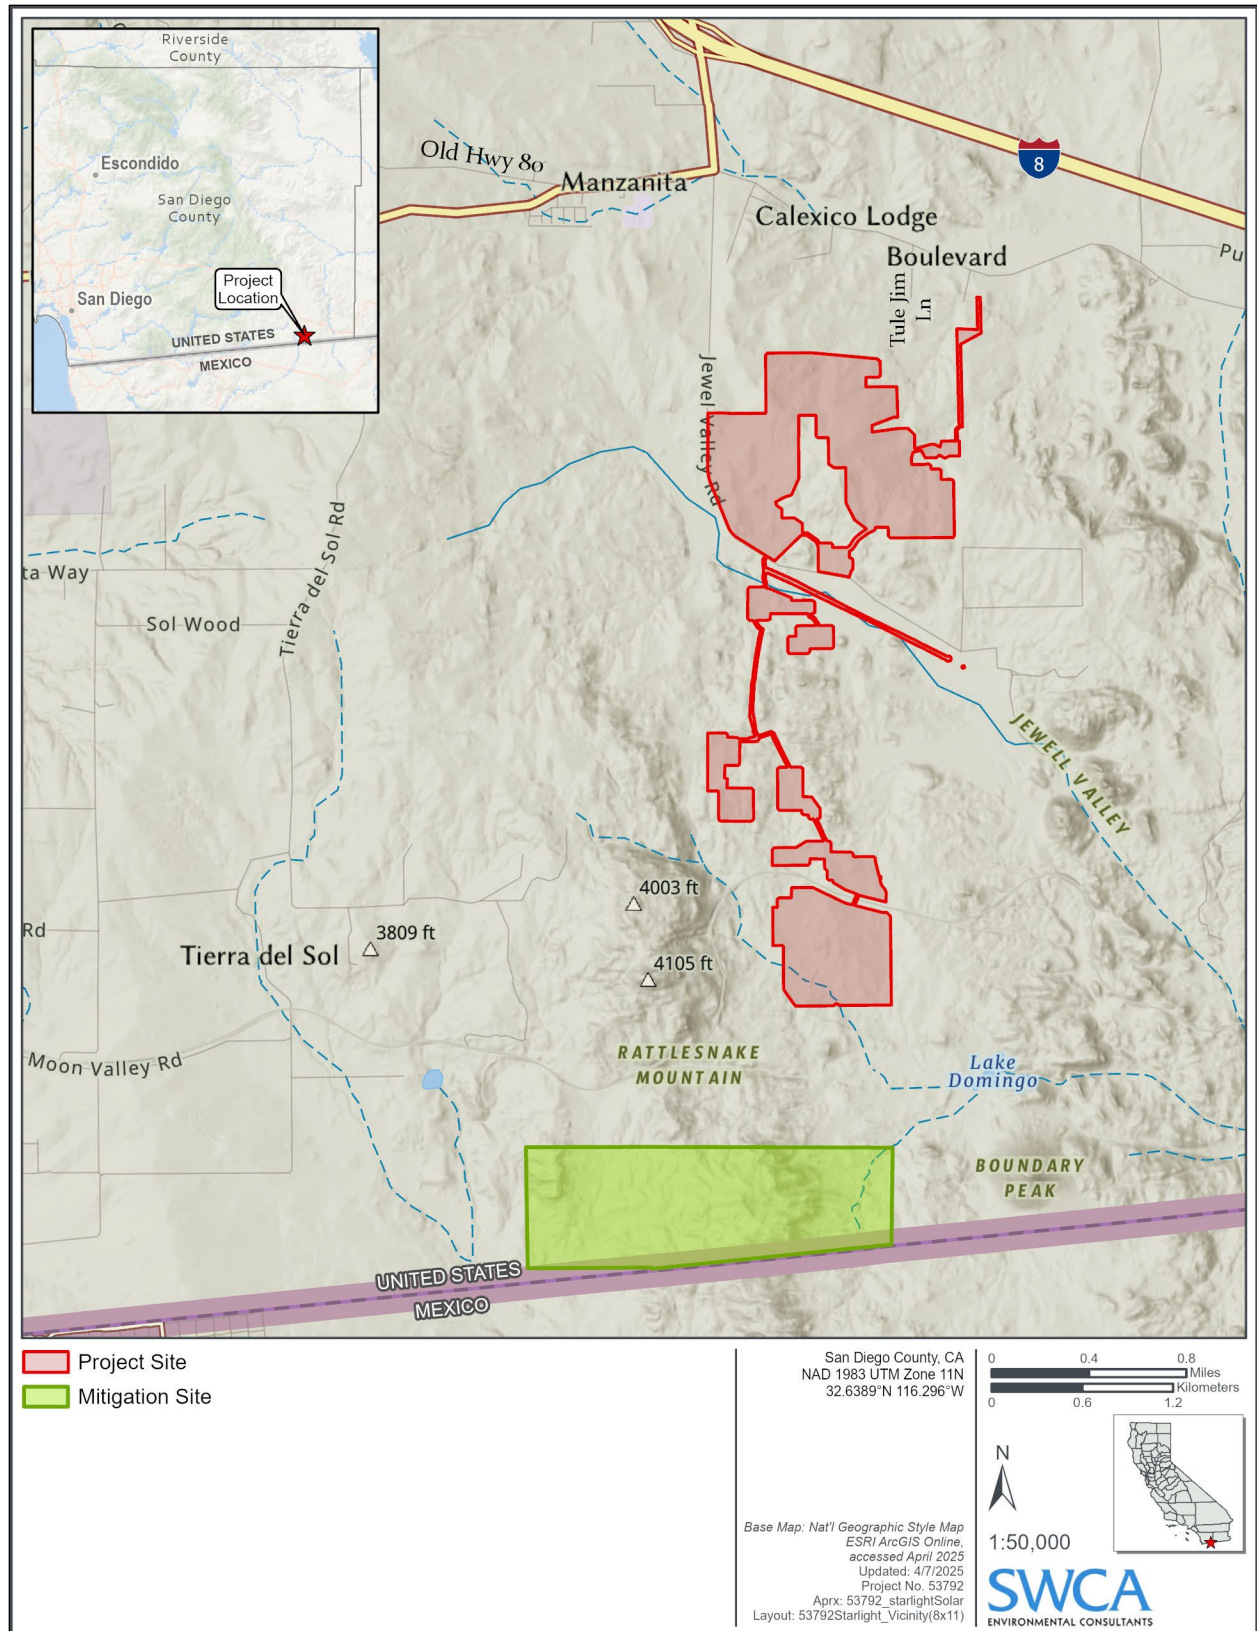 Riverside
County
Escondido
San Diego
County
Project
Location
San Diego
UNITED STATES
MEXICO
Old Hwy 80
Manzanita
8
Calexico Lodge
Boulevard
Pu
Tule Jim
Ln
Jewel Valley Rd
Tierra del Sol Rd
ta Way
Sol Wood
JEWELL VALLEY
4003 ft
Rd
3809 ft
Tierra del Sol
4105 ft
Moon Valley Rd
RATTLESNAKE
MOUNTAIN
Lake
Domingo
BOUNDARY
PEAK
UNITED STATES
MEXICO
Project Site
Mitigation Site
San Diego County, CA
NAD 1983 UTM Zone 11N
32.6389°N 116.296°W
0 0.4 0.8
Miles
Kilometers
0 0.6 1.2
N
1:50,000
Base Map: Nat'l Geographic Style Map
ESRI ArcGIS Online,
accessed April 2025
Updated: 4/7/2025
Project No. 53792
Aprx: 53792_starlightSolar
Layout: 53792Starlight_Vicinity(8x11)
SWCA
ENVIRONMENTAL CONSULTANTS